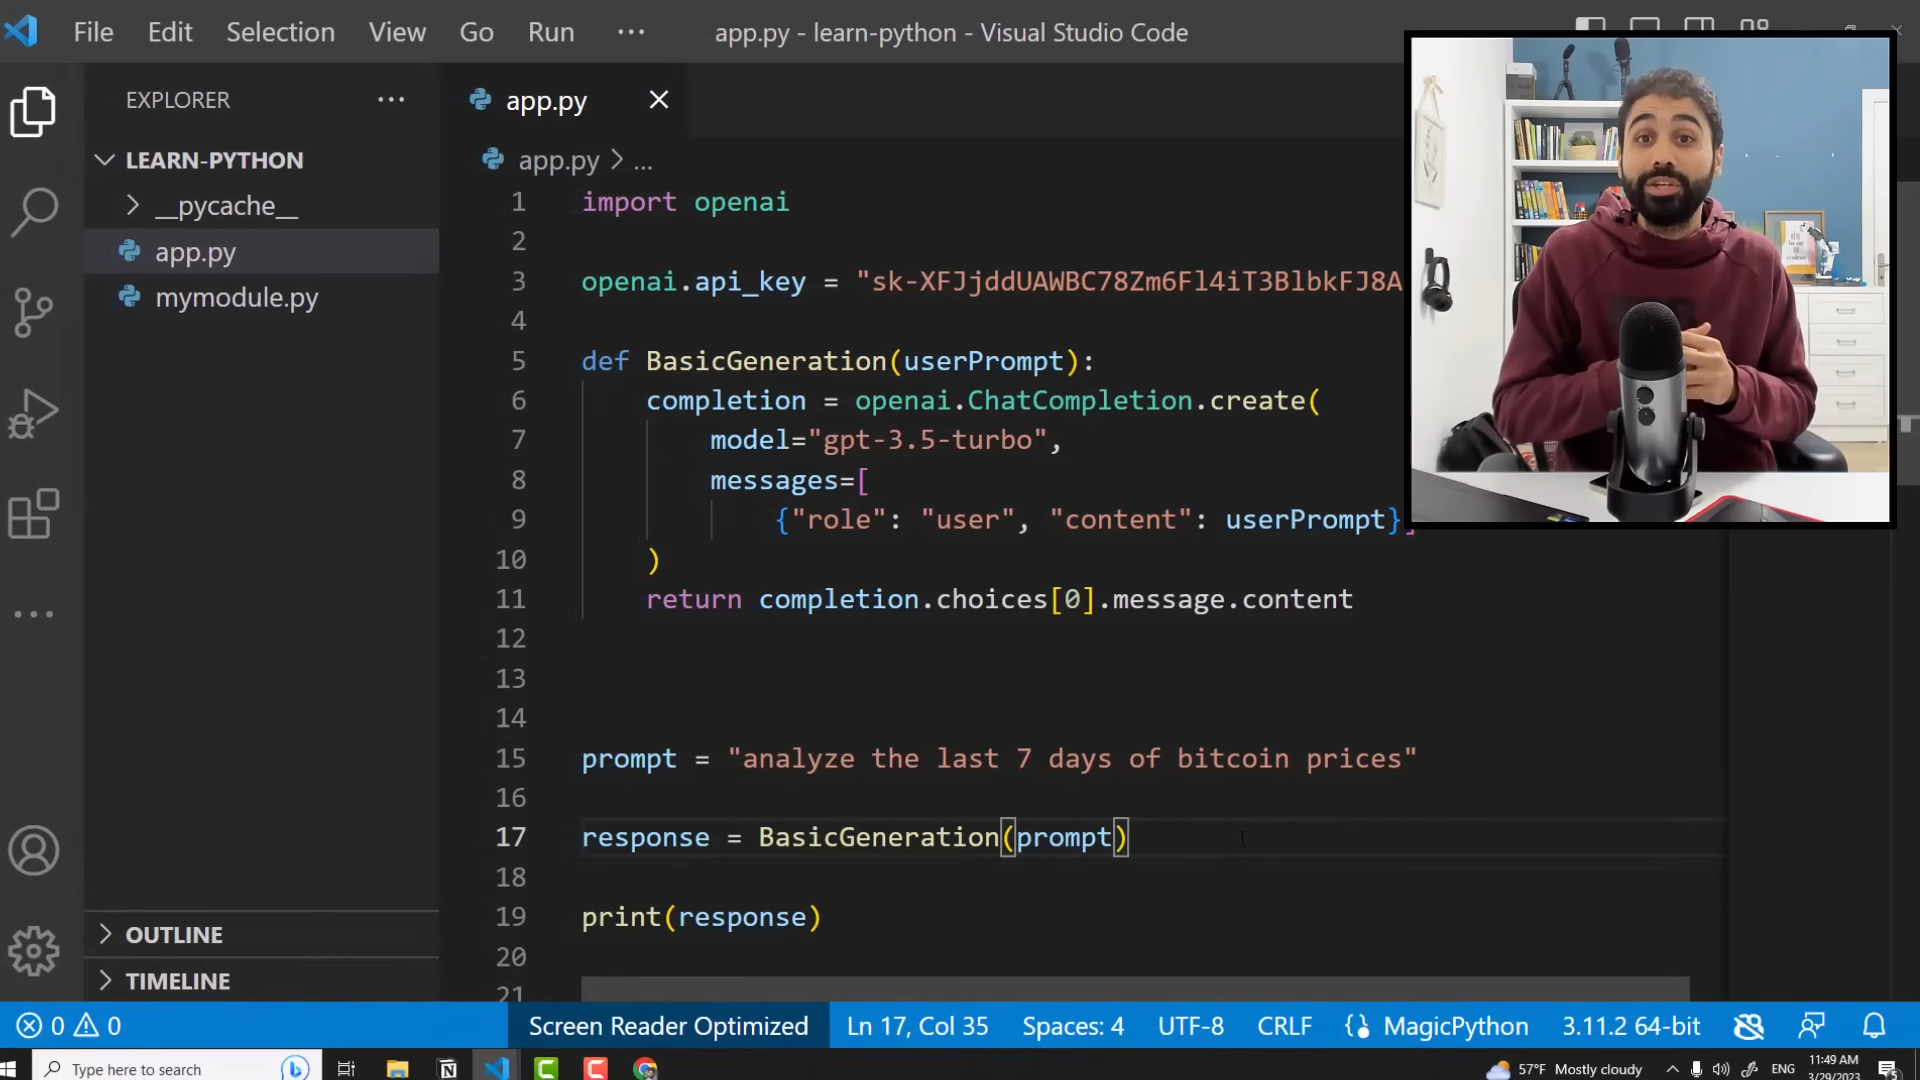 File Edit Selection View Go Run ··· app.py - learn-python - Visual Studio Code
EXPLORER ···
LEARN-PYTHON
__pycache__
app.py
mymodule.py
OUTLINE
TIMELINE
app.py
app.py > ...
1 import openai
2
3 openai.api_key = "sk-XFJjddUAWBC78Zm6Fl4iT3BlbkFJ8A
4
5 def BasicGeneration(userPrompt):
6 completion = openai.ChatCompletion.create(
7 model="gpt-3.5-turbo",
8 messages=[
9 {"role": "user", "content": userPrompt}]
10 )
11 return completion.choices[0].message.content
12
13
14
15 prompt = "analyze the last 7 days of bitcoin prices"
16
17 response = BasicGeneration(prompt)
18
19 print(response)
20
21
0 0 Screen Reader Optimized Ln 17, Col 35 Spaces: 4 UTF-8 CRLF MagicPython 3.11.2 64-bit
Type here to search 57°F Mostly cloudy ENG 11:49 AM
3/29/2023